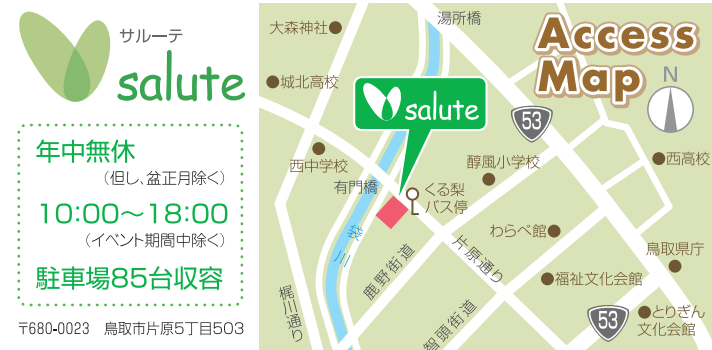 サルーテ
salute
年中無休
(但し、盆正月除く)
10:00〜18:00
(イベント期間中除く)
駐車場85台収容
〒680-0023 鳥取市片原5丁目503
Access
Map
N
湯所橋
大森神社
城北高校
salute
53
西中学校
醇風小学校
西高校
有門橋
くる梨
バス停
袋川
わらべ館
鳥取県庁
鹿野街道
片原通り
福祉文化会館
梶川通り
智頭街道
53
とりぎん
文化会館